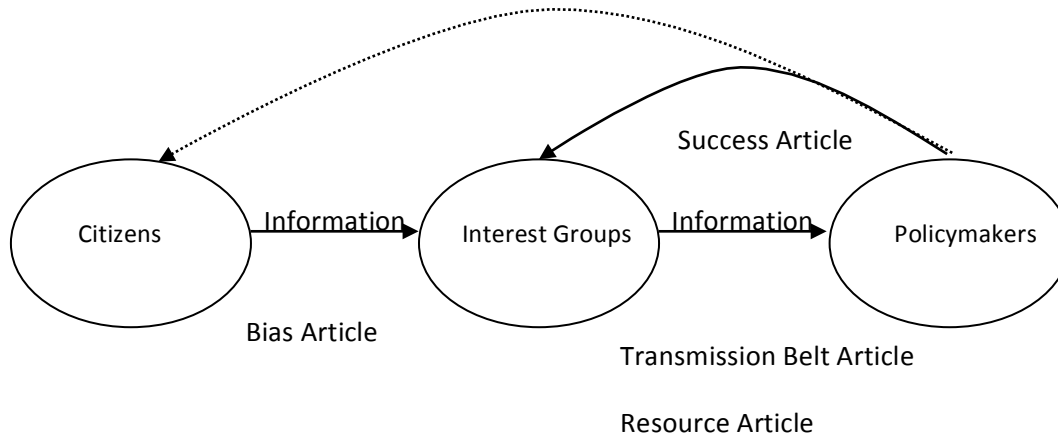 Success Article
Citizens
Information
Interest Groups
Information
Policymakers
Bias Article
Transmission Belt Article
Resource Article